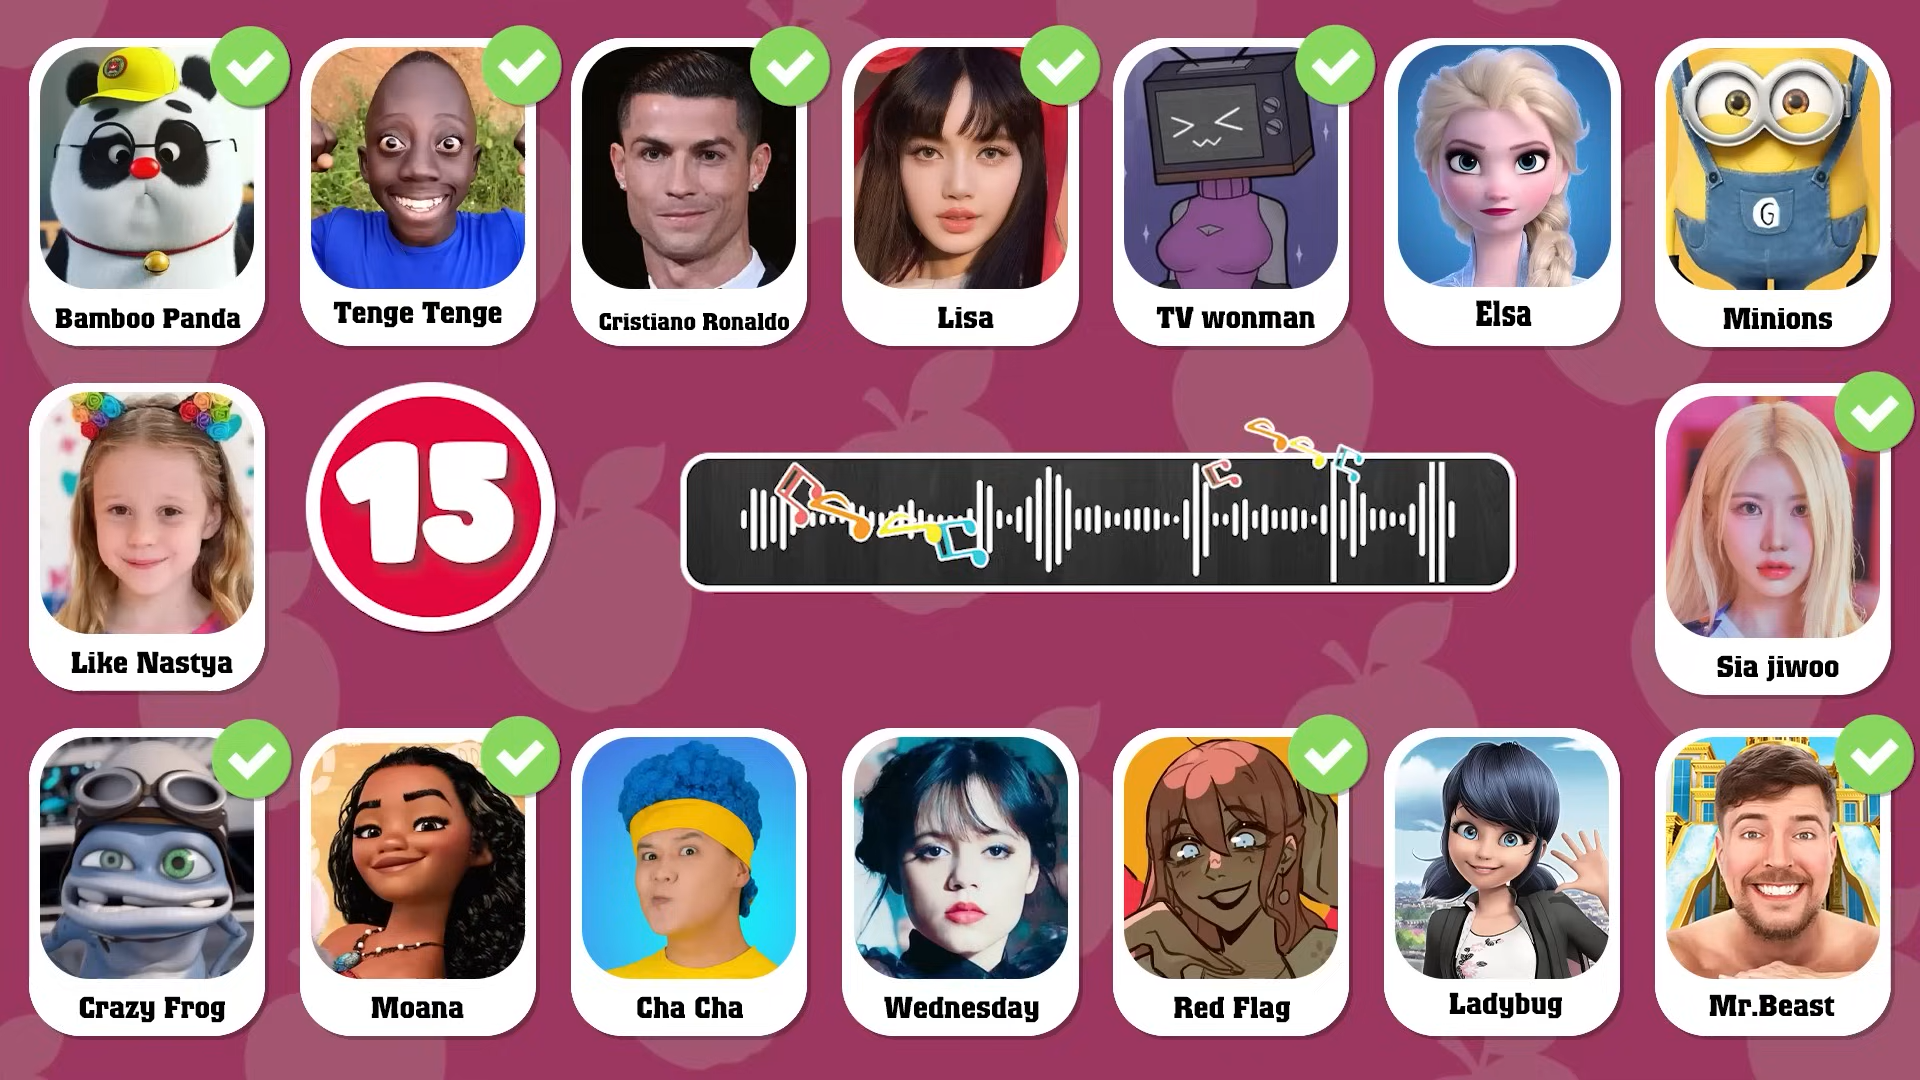 Bamboo Panda
Tenge Tenge
Cristiano Ronaldo
Lisa
TV wonman
Elsa
G
Minions
Like Nastya
15
Sia jiwoo
Crazy Frog
Moana
Cha Cha
Wednesday
Red Flag
Ladybug
Mr.Beast